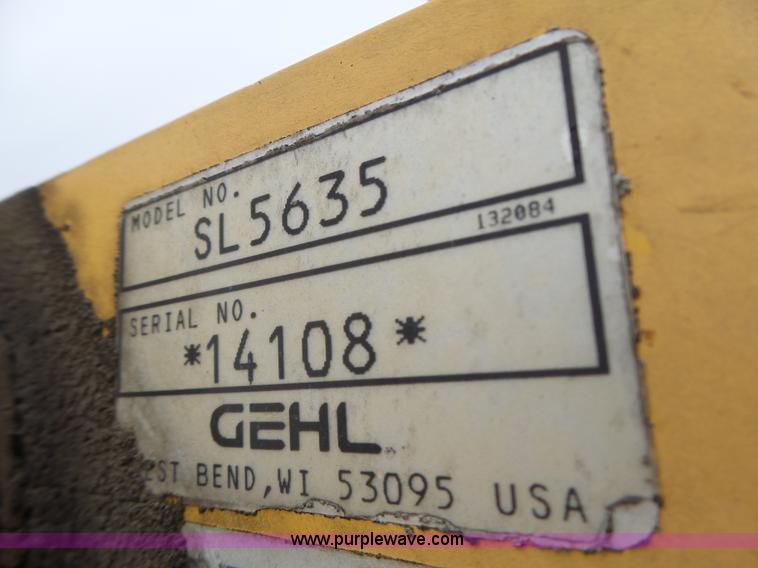 MODEL NO.
SL5635
132084
SERIAL NO.
*14108*
GEHL
BEND, WI 53095 USA
www.purplewave.com